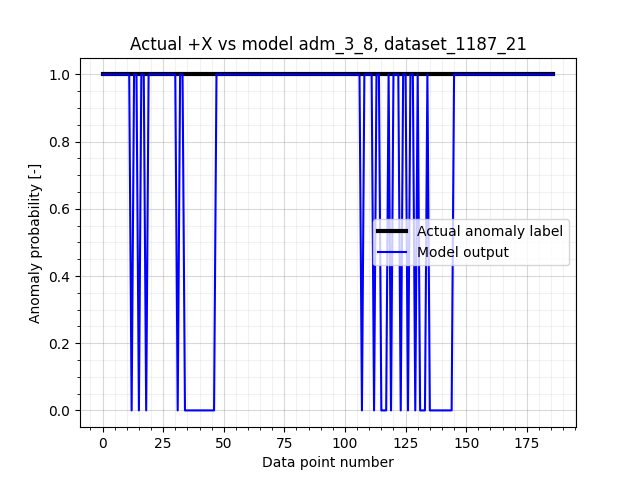 Actual +X vs model adm_3_8, dataset_1187_21
Anomaly probability [-]
1.0
0.8
0.6
0.4
0.2
0.0
Actual anomaly label
Model output
0 25 50 75 100 125 150 175
Data point number